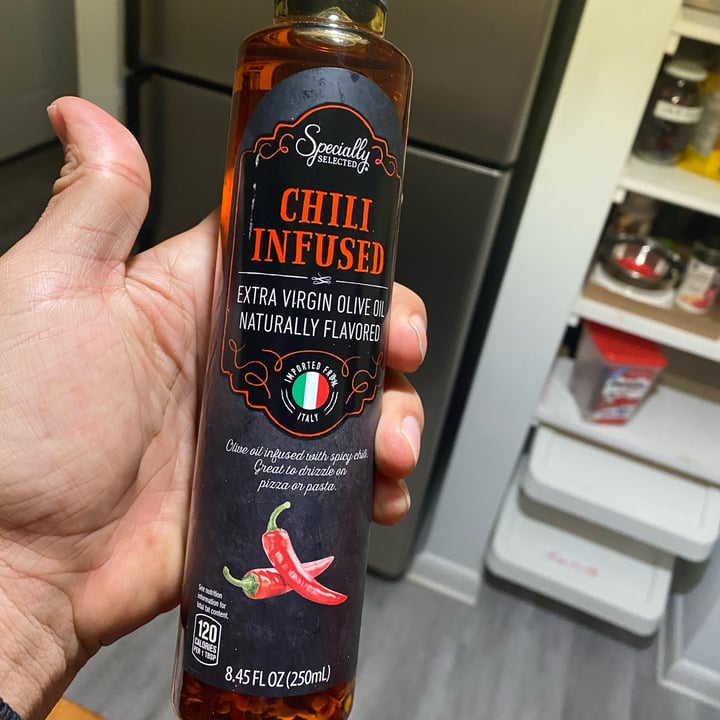 Specially
SELECTED
CHILI
INFUSED
EXTRA VIRGIN OLIVE OIL
NATURALLY FLAVORED
IMPORTED FROM
ITALY
Olive oil infused with spicy chili.
Great to drizzle on
pizza or pasta.
See nutrition
information for
total fat content.
120
CALORIES
PER 1 TBSP
8.45 FL OZ (250mL)